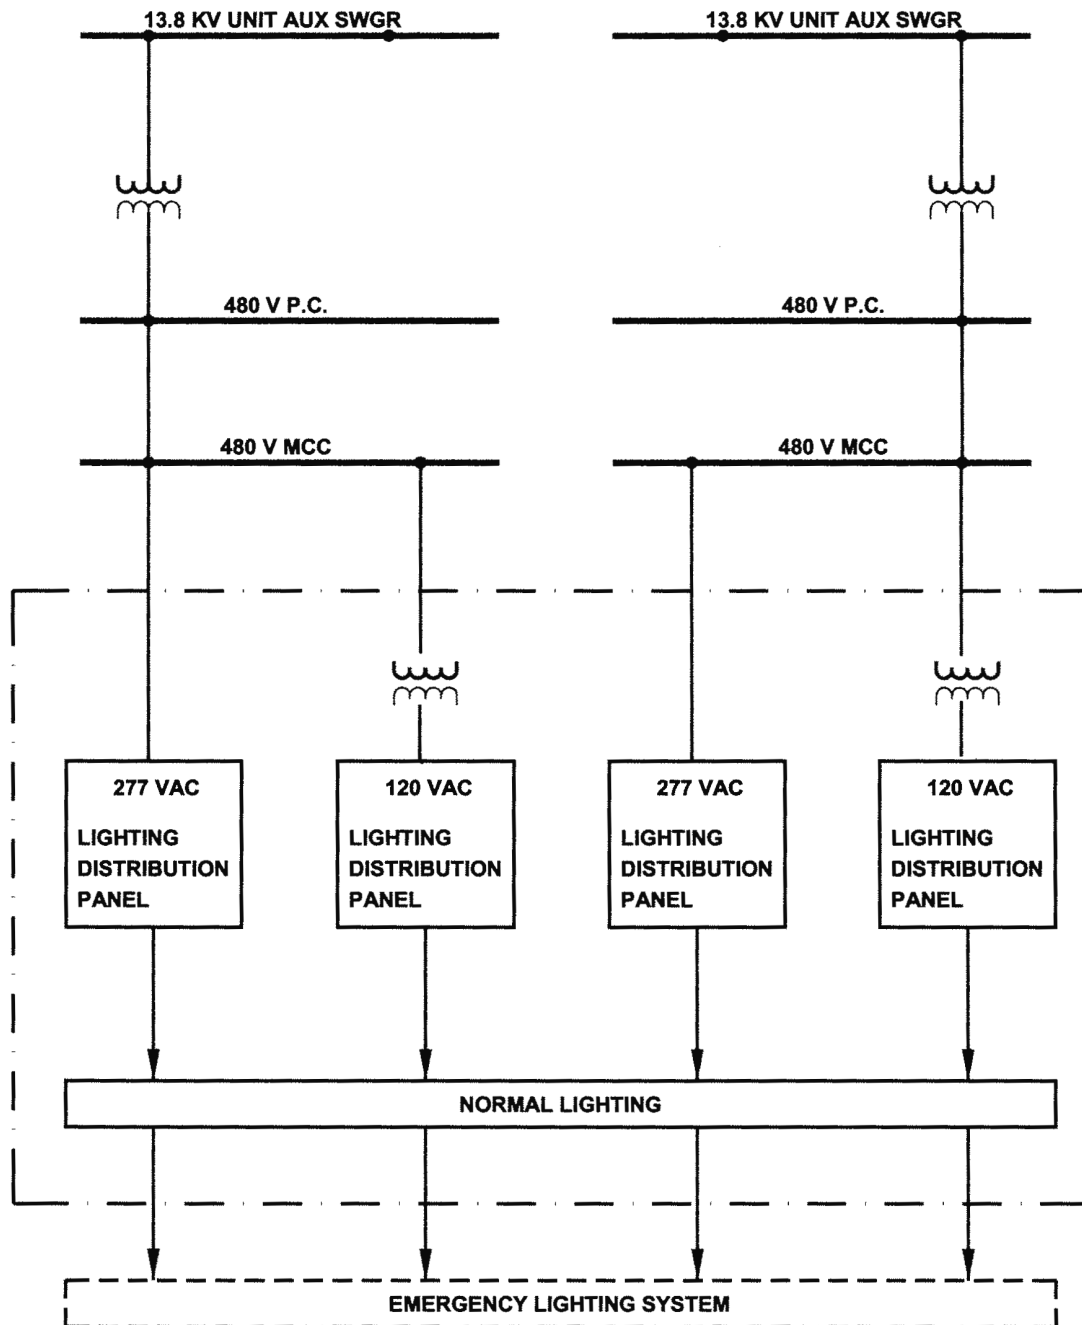 13.8 KV UNIT AUX SWGR
13.8 KV UNIT AUX SWGR
480 V P.C.
480 V P.C.
480 V MCC
480 V MCC
277 VAC
LIGHTING
DISTRIBUTION
PANEL
120 VAC
LIGHTING
DISTRIBUTION
PANEL
277 VAC
LIGHTING
DISTRIBUTION
PANEL
120 VAC
LIGHTING
DISTRIBUTION
PANEL
NORMAL LIGHTING
EMERGENCY LIGHTING SYSTEM